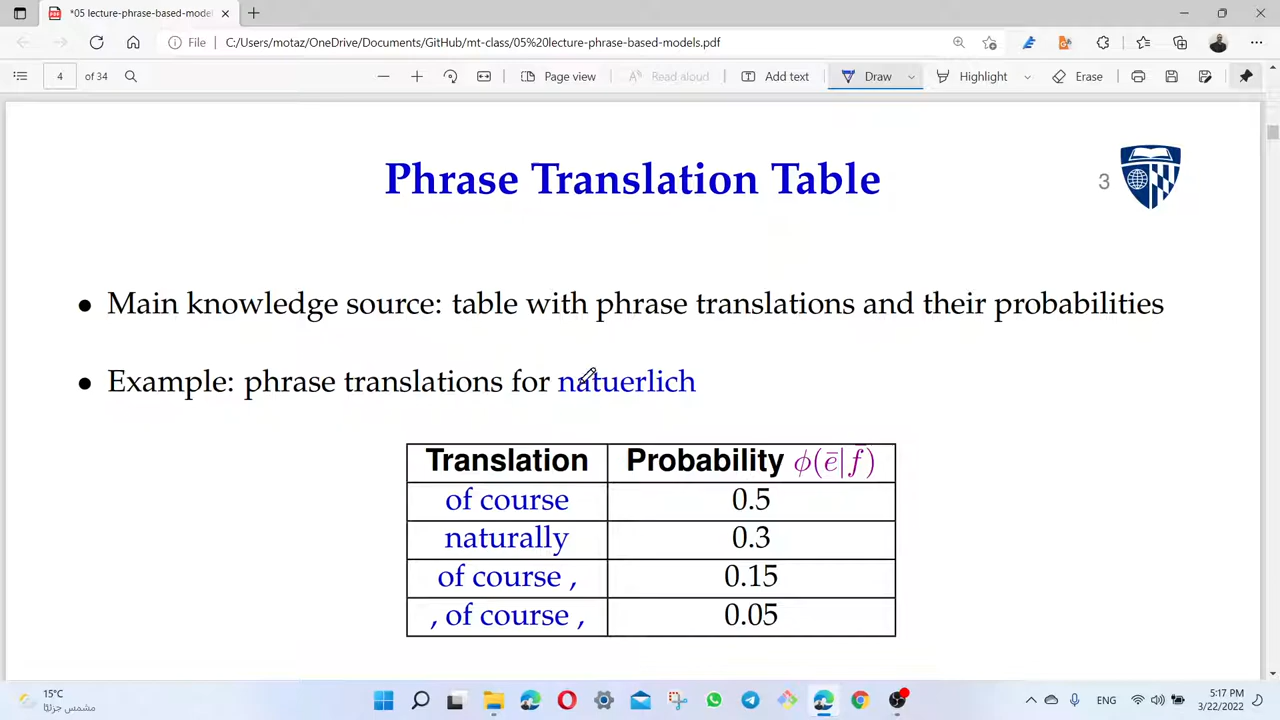 *05 lecture-phrase-based-model
File C:/Users/motaz/OneDrive/Documents/GitHub/mt-class/05%20lecture-phrase-based-models.pdf
4 of 34 Page view Read aloud Add text Draw Highlight Erase
Phrase Translation Table
3
• Main knowledge source: table with phrase translations and their probabilities
• Example: phrase translations for natuerlich
Translation Probability ϕ(ē|f̄)
of course 0.5
naturally 0.3
of course , 0.15
, of course , 0.05
15°C
مشمس جزئيًا
ENG
5:17 PM
3/22/2022